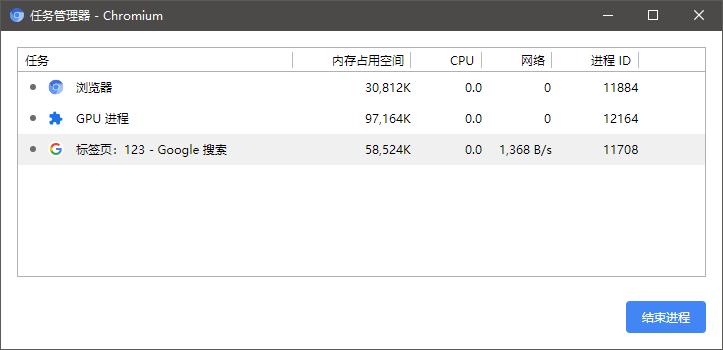 任务管理器 - Chromium
任务 内存占用空间 CPU 网络 进程 ID
浏览器 30,812K 0.0 0 11884
GPU 进程 97,164K 0.0 0 12164
标签页：123 - Google 搜索 58,524K 0.0 1,368 B/s 11708
结束进程